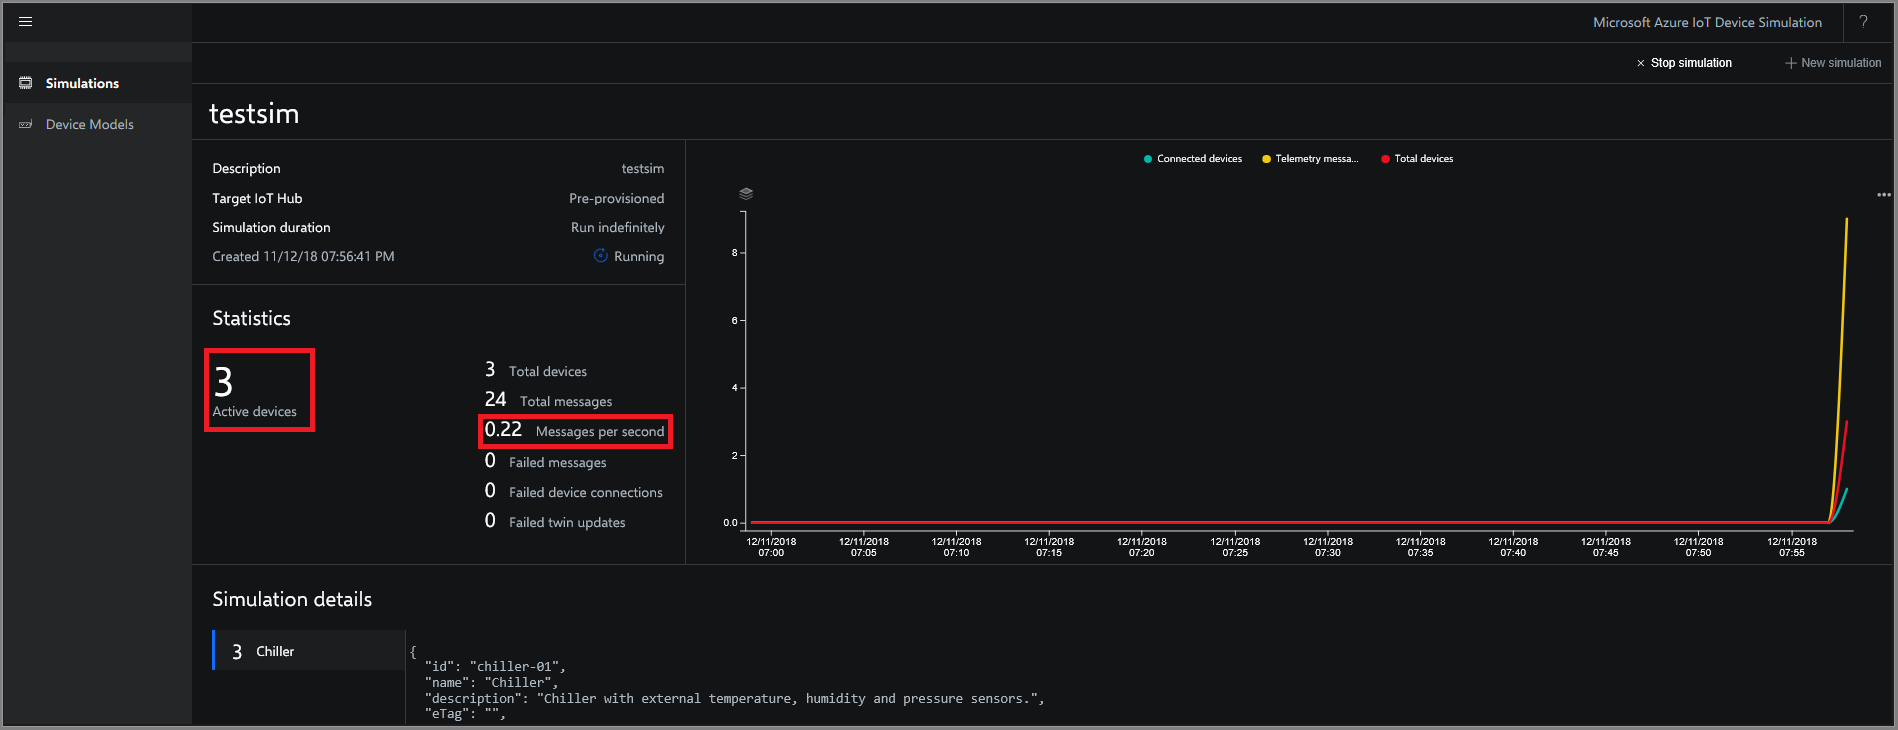 Microsoft Azure IoT Device Simulation ?
× Stop simulation + New simulation
Simulations
Device Models
testsim
Description testsim
Target IoT Hub Pre-provisioned
Simulation duration Run indefinitely
Created 11/12/18 07:56:41 PM Running
Statistics
3
Active devices
3 Total devices
24 Total messages
0.22 Messages per second
0 Failed messages
0 Failed device connections
0 Failed twin updates
Connected devices Telemetry messa... Total devices
8
6
4
2
0.0
12/11/2018 12/11/2018 12/11/2018 12/11/2018 12/11/2018 12/11/2018 12/11/2018 12/11/2018 12/11/2018 12/11/2018 12/11/2018 12/11/2018
07:00 07:05 07:10 07:15 07:20 07:25 07:30 07:35 07:40 07:45 07:50 07:55
Simulation details
3 Chiller
{
"id": "chiller-01",
"name": "Chiller",
"description": "Chiller with external temperature, humidity and pressure sensors.",
"eTag": "",